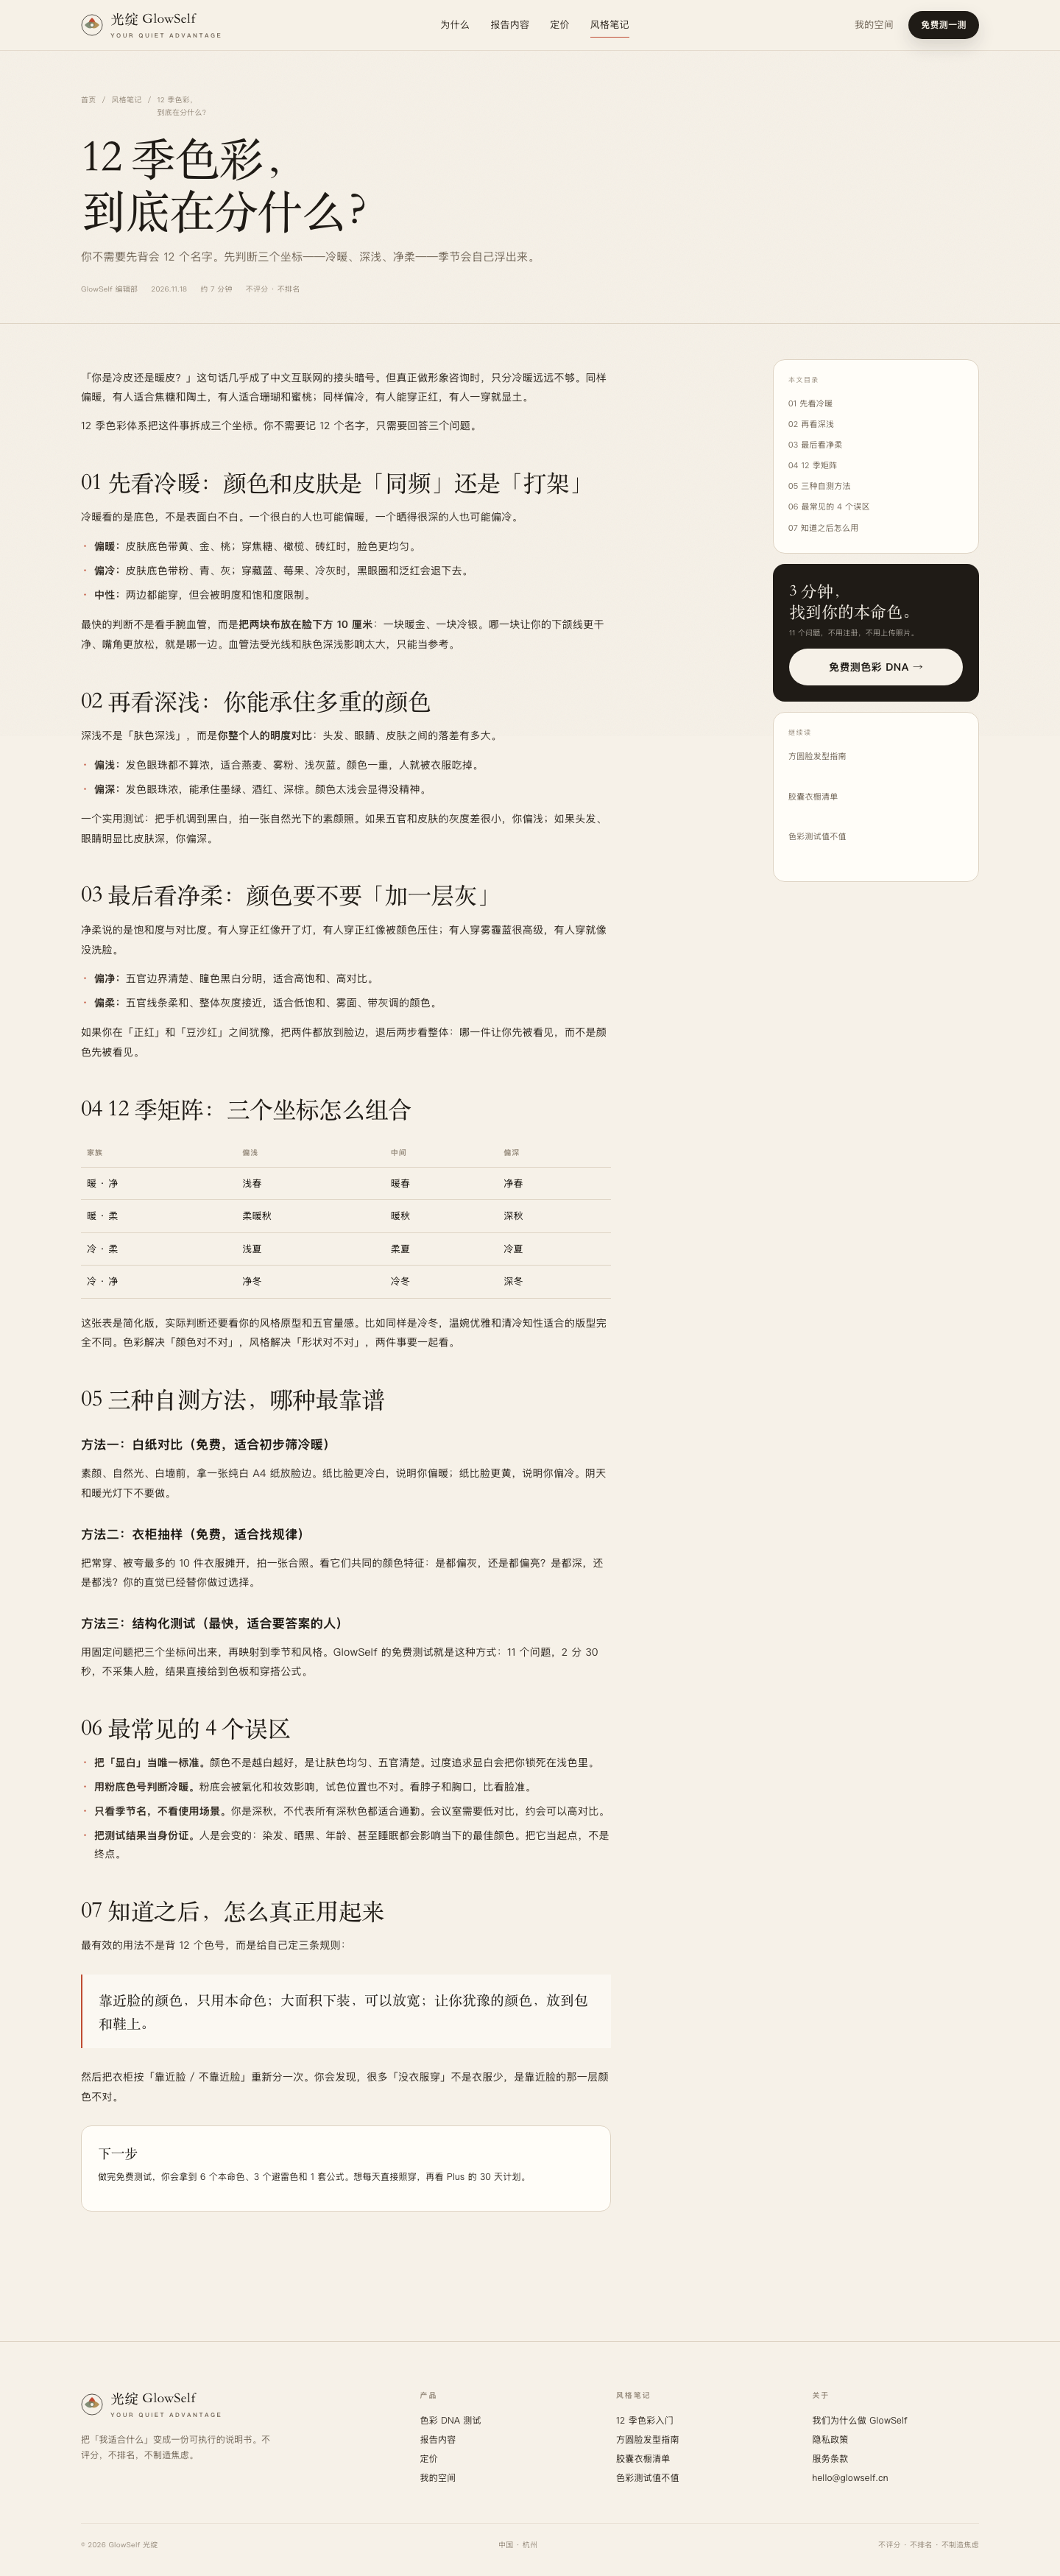 光绽 GlowSelf
YOUR QUIET ADVANTAGE
为什么
报告内容
定价
风格笔记
我的空间
免费测一测
首页 / 风格笔记 / 12 季色彩，
到底在分什么？
12 季色彩，
到底在分什么？
你不需要先背会 12 个名字。先判断三个坐标——冷暖、深浅、净柔——季节会自己浮出来。
GlowSelf 编辑部 2026.11.18 约 7 分钟 不评分 · 不排名
「你是冷皮还是暖皮？」这句话几乎成了中文互联网的接头暗号。但真正做形象咨询时，只分冷暖远远不够。同样
偏暖，有人适合焦糖和陶土，有人适合珊瑚和蜜桃；同样偏冷，有人能穿正红，有人一穿就显土。
12 季色彩体系把这件事拆成三个坐标。你不需要记 12 个名字，只需要回答三个问题。
01 先看冷暖：颜色和皮肤是「同频」还是「打架」
冷暖看的是底色，不是表面白不白。一个很白的人也可能偏暖，一个晒得很深的人也可能偏冷。
· 偏暖：皮肤底色带黄、金、桃；穿焦糖、橄榄、砖红时，脸色更均匀。
· 偏冷：皮肤底色带粉、青、灰；穿藏蓝、莓果、冷灰时，黑眼圈和泛红会退下去。
· 中性：两边都能穿，但会被明度和饱和度限制。
最快的判断不是看手腕血管，而是把两块布放在脸下方 10 厘米：一块暖金、一块冷银。哪一块让你的下颌线更干
净、嘴角更放松，就是哪一边。血管法受光线和肤色深浅影响太大，只能当参考。
02 再看深浅：你能承住多重的颜色
深浅不是「肤色深浅」，而是你整个人的明度对比：头发、眼睛、皮肤之间的落差有多大。
· 偏浅：发色眼珠都不算浓，适合燕麦、雾粉、浅灰蓝。颜色一重，人就被衣服吃掉。
· 偏深：发色眼珠浓，能承住墨绿、酒红、深棕。颜色太浅会显得没精神。
一个实用测试：把手机调到黑白，拍一张自然光下的素颜照。如果五官和皮肤的灰度差很小，你偏浅；如果头发、
眼睛明显比皮肤深，你偏深。
03 最后看净柔：颜色要不要「加一层灰」
净柔说的是饱和度与对比度。有人穿正红像开了灯，有人穿正红像被颜色压住；有人穿雾霾蓝很高级，有人穿就像
没洗脸。
· 偏净：五官边界清楚、瞳色黑白分明，适合高饱和、高对比。
· 偏柔：五官线条柔和、整体灰度接近，适合低饱和、雾面、带灰调的颜色。
如果你在「正红」和「豆沙红」之间犹豫，把两件都放到脸边，退后两步看整体：哪一件让你先被看见，而不是颜
色先被看见。
04 12 季矩阵：三个坐标怎么组合
家族 偏浅 中间 偏深
暖 · 净 浅春 暖春 净春
暖 · 柔 柔暖秋 暖秋 深秋
冷 · 柔 浅夏 柔夏 冷夏
冷 · 净 净冬 冷冬 深冬
这张表是简化版，实际判断还要看你的风格原型和五官量感。比如同样是冷冬，温婉优雅和清冷知性适合的版型完
全不同。色彩解决「颜色对不对」，风格解决「形状对不对」，两件事要一起看。
05 三种自测方法，哪种最靠谱
方法一：白纸对比（免费，适合初步筛冷暖）
素颜、自然光、白墙前，拿一张纯白 A4 纸放脸边。纸比脸更冷白，说明你偏暖；纸比脸更黄，说明你偏冷。阴天
和暖光灯下不要做。
方法二：衣柜抽样（免费，适合找规律）
把常穿、被夸最多的 10 件衣服摊开，拍一张合照。看它们共同的颜色特征：是都偏灰，还是都偏亮？是都深，还
是都浅？你的直觉已经替你做过选择。
方法三：结构化测试（最快，适合要答案的人）
用固定问题把三个坐标问出来，再映射到季节和风格。GlowSelf 的免费测试就是这种方式：11 个问题，2 分 30
秒，不采集人脸，结果直接给到色板和穿搭公式。
06 最常见的 4 个误区
· 把「显白」当唯一标准。颜色不是越白越好，是让肤色均匀、五官清楚。过度追求显白会把你锁死在浅色里。
· 用粉底色号判断冷暖。粉底会被氧化和妆效影响，试色位置也不对。看脖子和胸口，比看脸准。
· 只看季节名，不看使用场景。你是深秋，不代表所有深秋色都适合通勤。会议室需要低对比，约会可以高对比。
· 把测试结果当身份证。人是会变的：染发、晒黑、年龄、甚至睡眠都会影响当下的最佳颜色。把它当起点，不是
终点。
07 知道之后，怎么真正用起来
最有效的用法不是背 12 个色号，而是给自己定三条规则：
靠近脸的颜色，只用本命色；大面积下装，可以放宽；让你犹豫的颜色，放到包
和鞋上。
然后把衣柜按「靠近脸 / 不靠近脸」重新分一次。你会发现，很多「没衣服穿」不是衣服少，是靠近脸的那一层颜
色不对。
下一步
做完免费测试，你会拿到 6 个本命色、3 个避雷色和 1 套公式。想每天直接照穿，再看 Plus 的 30 天计划。
本文目录
01 先看冷暖
02 再看深浅
03 最后看净柔
04 12 季矩阵
05 三种自测方法
06 最常见的 4 个误区
07 知道之后怎么用
3 分钟，
找到你的本命色。
11 个问题，不用注册，不用上传照片。
免费测色彩 DNA →
继续读
方圆脸发型指南
胶囊衣橱清单
色彩测试值不值
光绽 GlowSelf
YOUR QUIET ADVANTAGE
把「我适合什么」变成一份可执行的说明书。不
评分，不排名，不制造焦虑。
产品
色彩 DNA 测试
报告内容
定价
我的空间
风格笔记
12 季色彩入门
方圆脸发型指南
胶囊衣橱清单
色彩测试值不值
关于
我们为什么做 GlowSelf
隐私政策
服务条款
hello@glowself.cn
© 2026 GlowSelf 光绽
中国 · 杭州
不评分 · 不排名 · 不制造焦虑